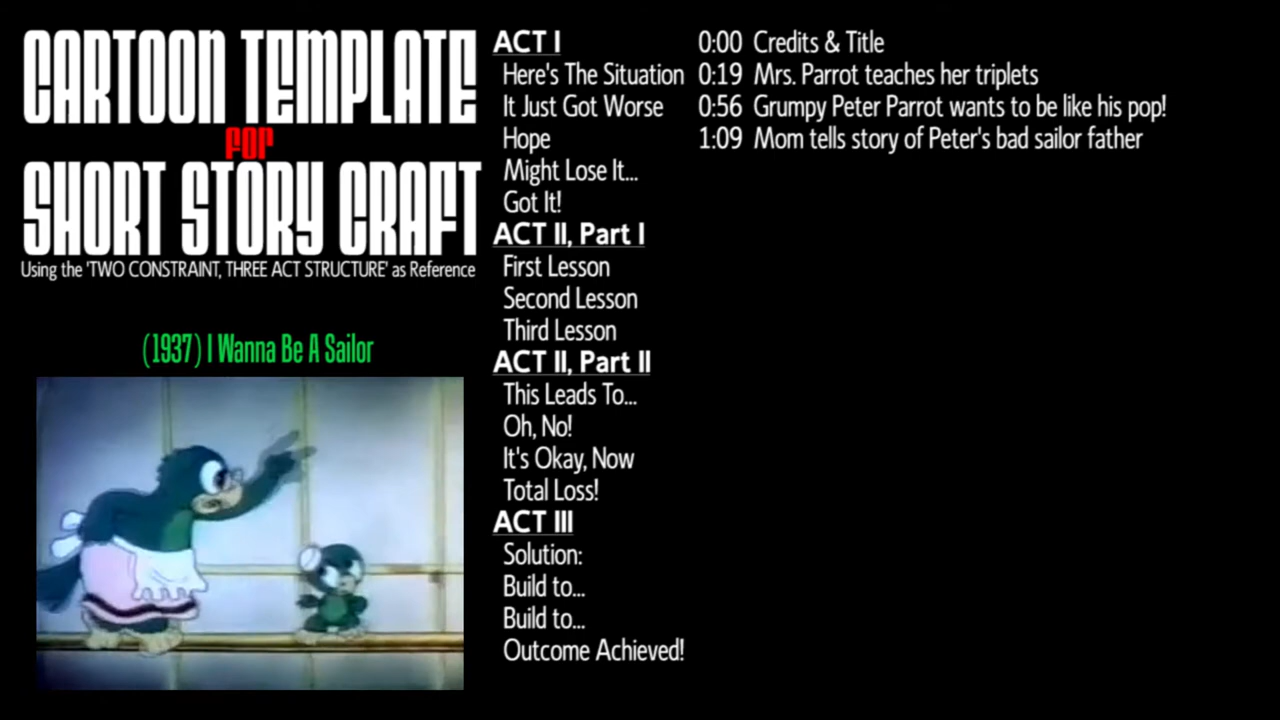 CARTOON TEMPLATE
FOR
SHORT STORY CRAFT
Using the 'TWO CONSTRAINT, THREE ACT STRUCTURE' as Reference
(1937) I Wanna Be A Sailor
ACT I 0:00 Credits & Title
Here's The Situation 0:19 Mrs. Parrot teaches her triplets
It Just Got Worse 0:56 Grumpy Peter Parrot wants to be like his pop!
Hope 1:09 Mom tells story of Peter's bad sailor father
Might Lose It...
Got It!
ACT II, Part I
First Lesson
Second Lesson
Third Lesson
ACT II, Part II
This Leads To...
Oh, No!
It's Okay, Now
Total Loss!
ACT III
Solution:
Build to...
Build to...
Outcome Achieved!